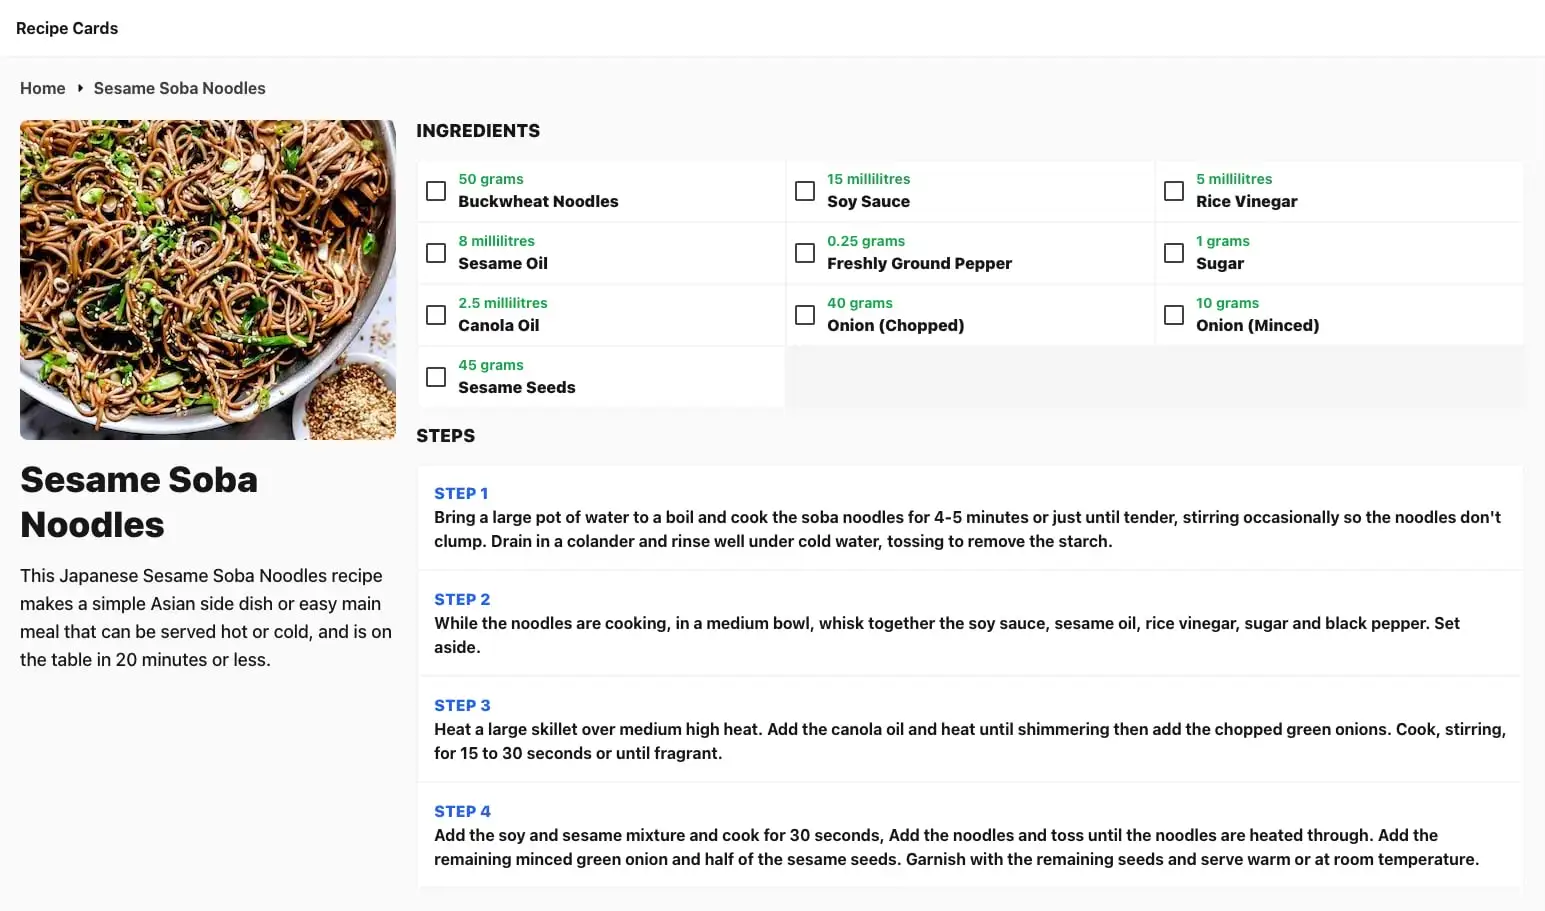 Recipe Cards
Home ‣ Sesame Soba Noodles
Sesame Soba
Noodles
This Japanese Sesame Soba Noodles recipe
makes a simple Asian side dish or easy main
meal that can be served hot or cold, and is on
the table in 20 minutes or less.
INGREDIENTS
50 grams
Buckwheat Noodles
15 millilitres
Soy Sauce
5 millilitres
Rice Vinegar
8 millilitres
Sesame Oil
0.25 grams
Freshly Ground Pepper
1 grams
Sugar
2.5 millilitres
Canola Oil
40 grams
Onion (Chopped)
10 grams
Onion (Minced)
45 grams
Sesame Seeds
STEPS
STEP 1
Bring a large pot of water to a boil and cook the soba noodles for 4-5 minutes or just until tender, stirring occasionally so the noodles don't
clump. Drain in a colander and rinse well under cold water, tossing to remove the starch.
STEP 2
While the noodles are cooking, in a medium bowl, whisk together the soy sauce, sesame oil, rice vinegar, sugar and black pepper. Set
aside.
STEP 3
Heat a large skillet over medium high heat. Add the canola oil and heat until shimmering then add the chopped green onions. Cook, stirring,
for 15 to 30 seconds or until fragrant.
STEP 4
Add the soy and sesame mixture and cook for 30 seconds, Add the noodles and toss until the noodles are heated through. Add the
remaining minced green onion and half of the sesame seeds. Garnish with the remaining seeds and serve warm or at room temperature.